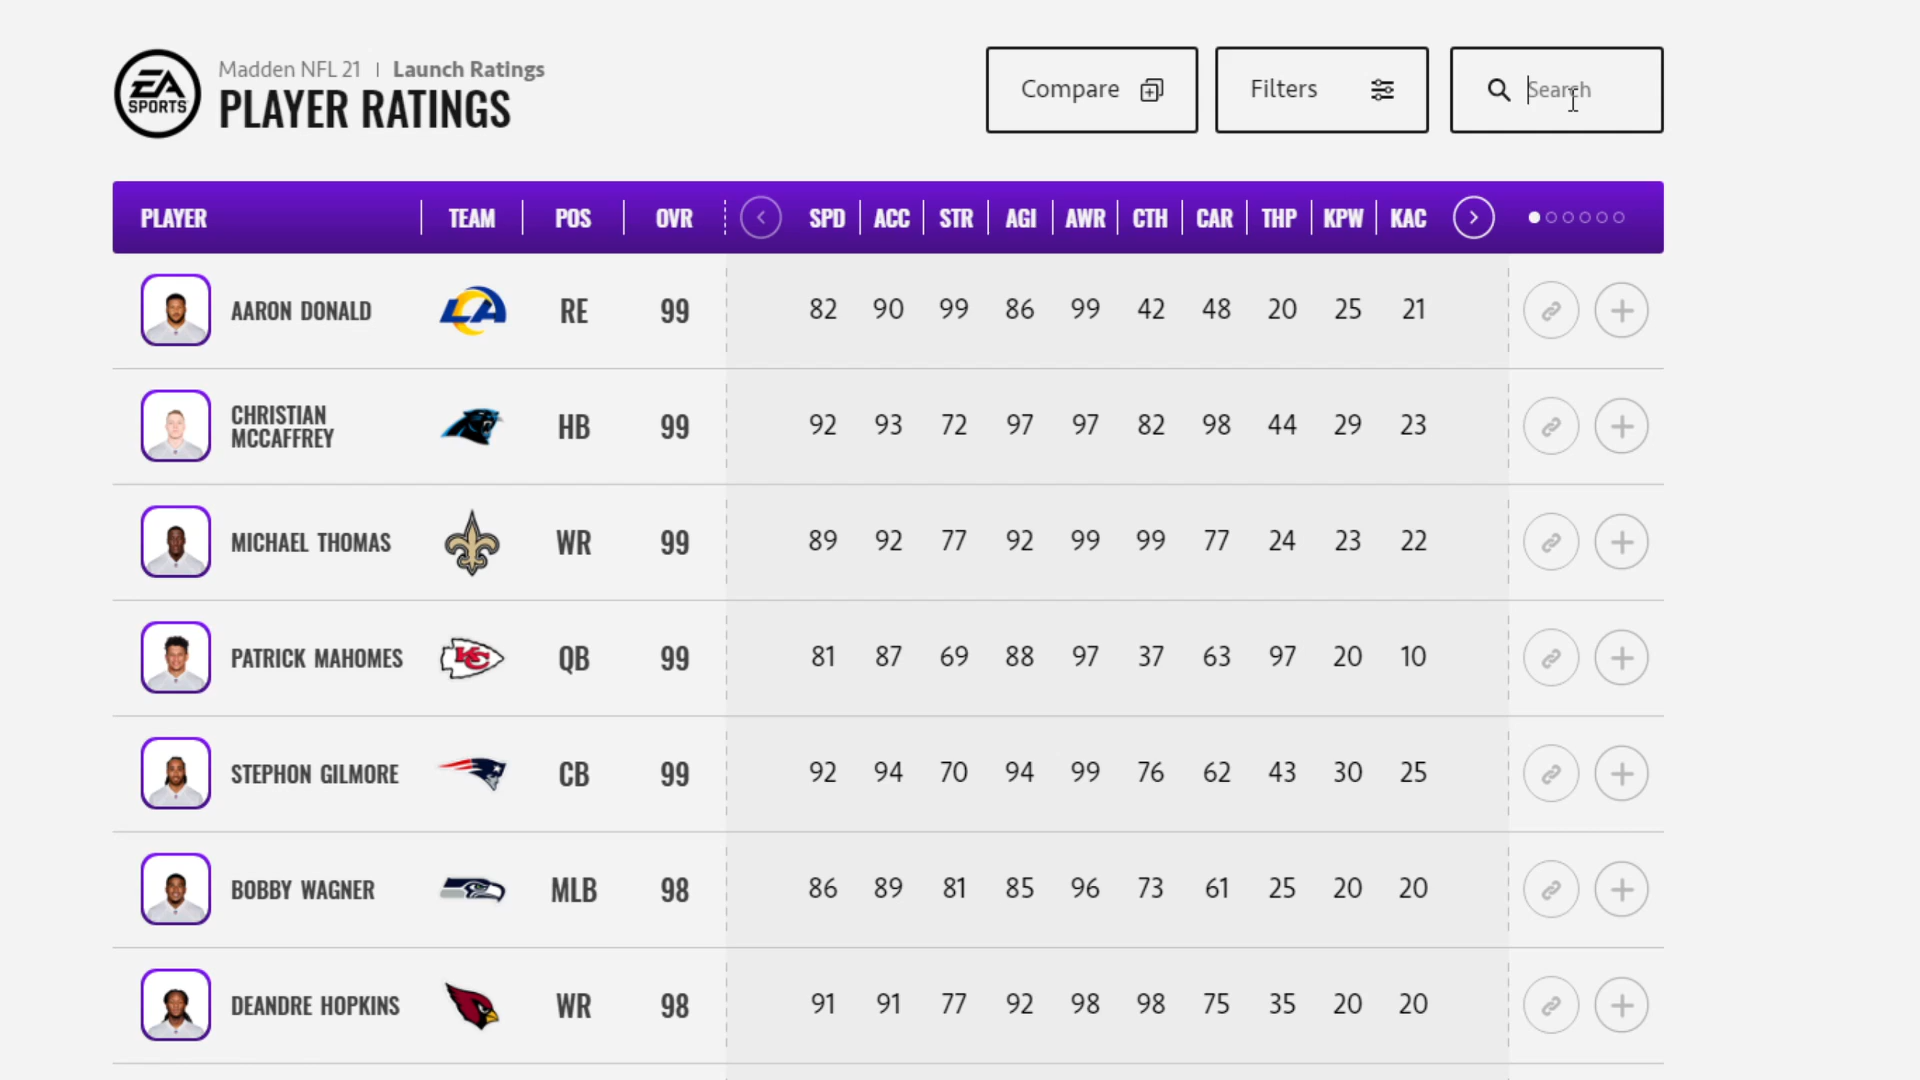 EA
SPORTS
Madden NFL 21 | Launch Ratings
PLAYER RATINGS
Compare
Filters
Search
PLAYER TEAM POS OVR SPD ACC STR AGI AWR CTH CAR THP KPW KAC
AARON DONALD LA RE 99 82 90 99 86 99 42 48 20 25 21
CHRISTIAN
MCCAFFREY HB 99 92 93 72 97 97 82 98 44 29 23
MICHAEL THOMAS WR 99 89 92 77 92 99 99 77 24 23 22
PATRICK MAHOMES KC QB 99 81 87 69 88 97 37 63 97 20 10
STEPHON GILMORE CB 99 92 94 70 94 99 76 62 43 30 25
BOBBY WAGNER MLB 98 86 89 81 85 96 73 61 25 20 20
DEANDRE HOPKINS WR 98 91 91 77 92 98 98 75 35 20 20